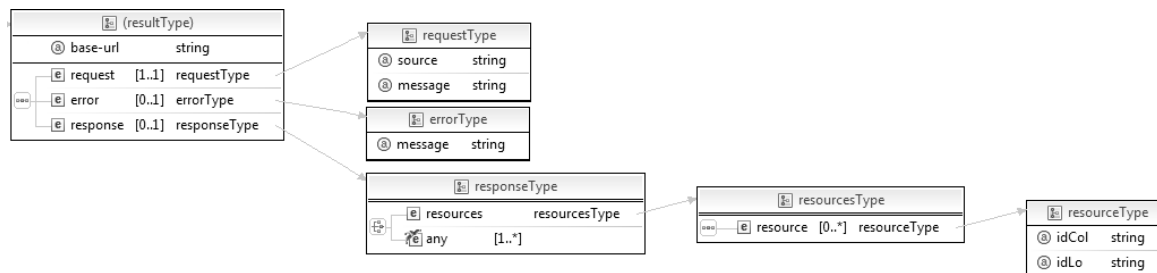 (resultType)
@ base-url string
e request [1..1] requestType
e error [0..1] errorType
e response [0..1] responseType
requestType
@ source string
@ message string
errorType
@ message string
responseType
e resources resourcesType
e any [1..*]
resourcesType
e resource [0..*] resourceType
resourceType
@ idCol string
@ idLo string